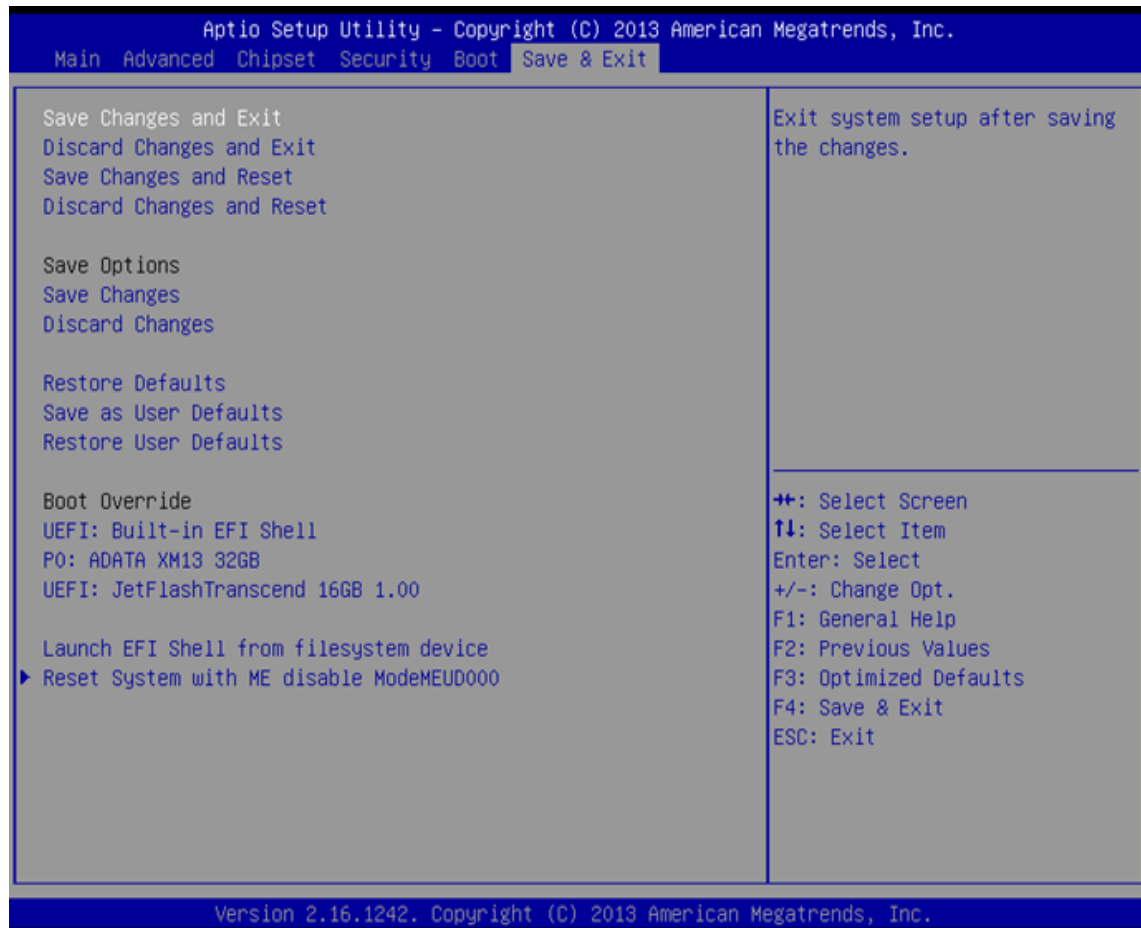 Aptio Setup Utility – Copyright (C) 2013 American Megatrends, Inc.
Main Advanced Chipset Security Boot Save & Exit
Save Changes and Exit
Discard Changes and Exit
Save Changes and Reset
Discard Changes and Reset
Save Options
Save Changes
Discard Changes
Restore Defaults
Save as User Defaults
Restore User Defaults
Boot Override
UEFI: Built-in EFI Shell
PO: ADATA XM13 32GB
UEFI: JetFlashTranscend 16GB 1.00
Launch EFI Shell from filesystem device
Reset System with ME disable ModeMEUD000
Exit system setup after saving
the changes.
→←: Select Screen
↑↓: Select Item
Enter: Select
+/-: Change Opt.
F1: General Help
F2: Previous Values
F3: Optimized Defaults
F4: Save & Exit
ESC: Exit
Version 2.16.1242. Copyright (C) 2013 American Megatrends, Inc.